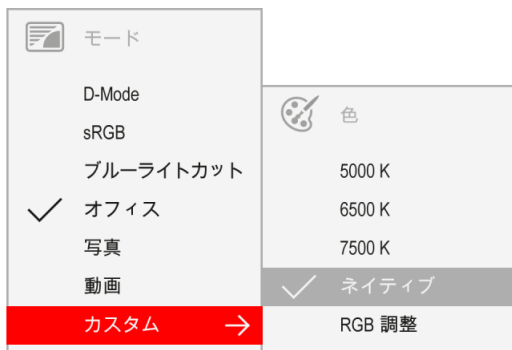 モード
D-Mode
sRGB
ブルーライトカット
オフィス
写真
動画
カスタム
色
5000 K
6500 K
7500 K
ネイティブ
RGB 調整